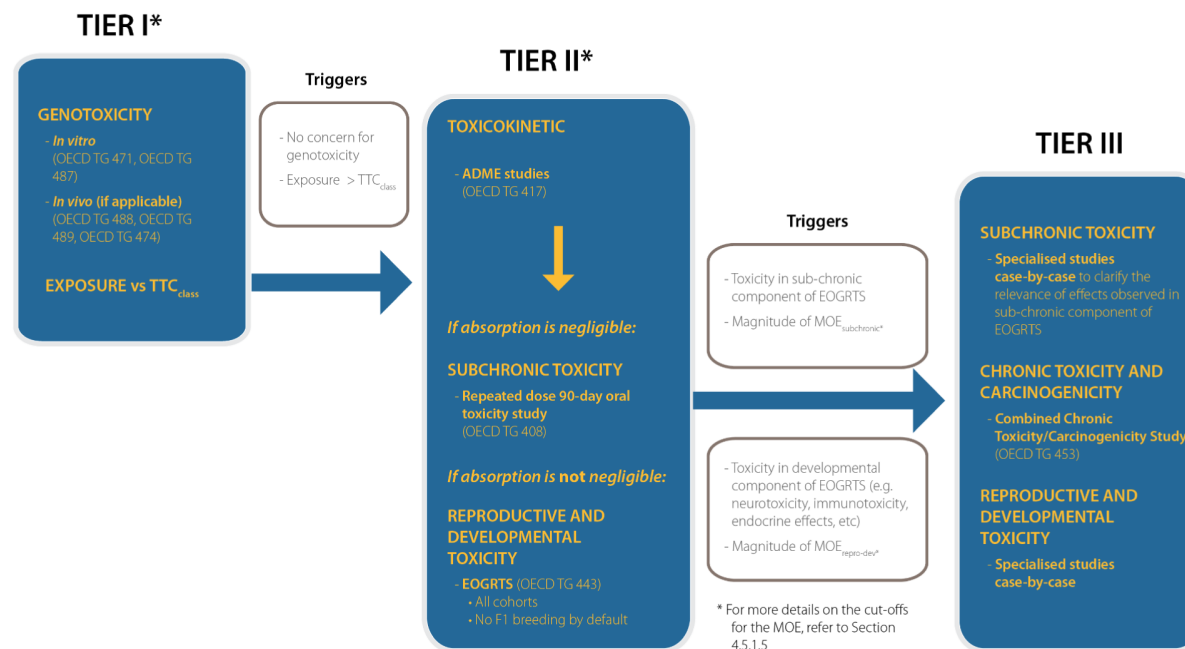 TIER I*
GENOTOXICITY
- In vitro
(OECD TG 471, OECD TG
487)
- In vivo (if applicable)
(OECD TG 488, OECD TG
489, OECD TG 474)
EXPOSURE vs TTCclass
Triggers
- No concern for
genotoxicity
- Exposure > TTCclass
TIER II*
TOXICOKINETIC
- ADME studies
(OECD TG 417)
If absorption is negligible:
SUBCHRONIC TOXICITY
- Repeated dose 90-day oral
toxicity study
(OECD TG 408)
If absorption is not negligible:
REPRODUCTIVE AND
DEVELOPMENTAL
TOXICITY
- EOGRTS (OECD TG 443)
• All cohorts
• No F1 breeding by default
Triggers
- Toxicity in sub-chronic
component of EOGRTS
- Magnitude of MOEsubchronic*
- Toxicity in developmental
component of EOGRTS (e.g.
neurotoxicity, immunotoxicity,
endocrine effects, etc)
- Magnitude of MOErepro-dev*
* For more details on the cut-offs
for the MOE, refer to Section
4.5.1.5
TIER III
SUBCHRONIC TOXICITY
- Specialised studies
case-by-case to clarify the
relevance of effects observed in
sub-chronic component of
EOGRTS
CHRONIC TOXICITY AND
CARCINOGENICITY
- Combined Chronic
Toxicity/Carcinogenicity Study
(OECD TG 453)
REPRODUCTIVE AND
DEVELOPMENTAL
TOXICITY
- Specialised studies
case-by-case